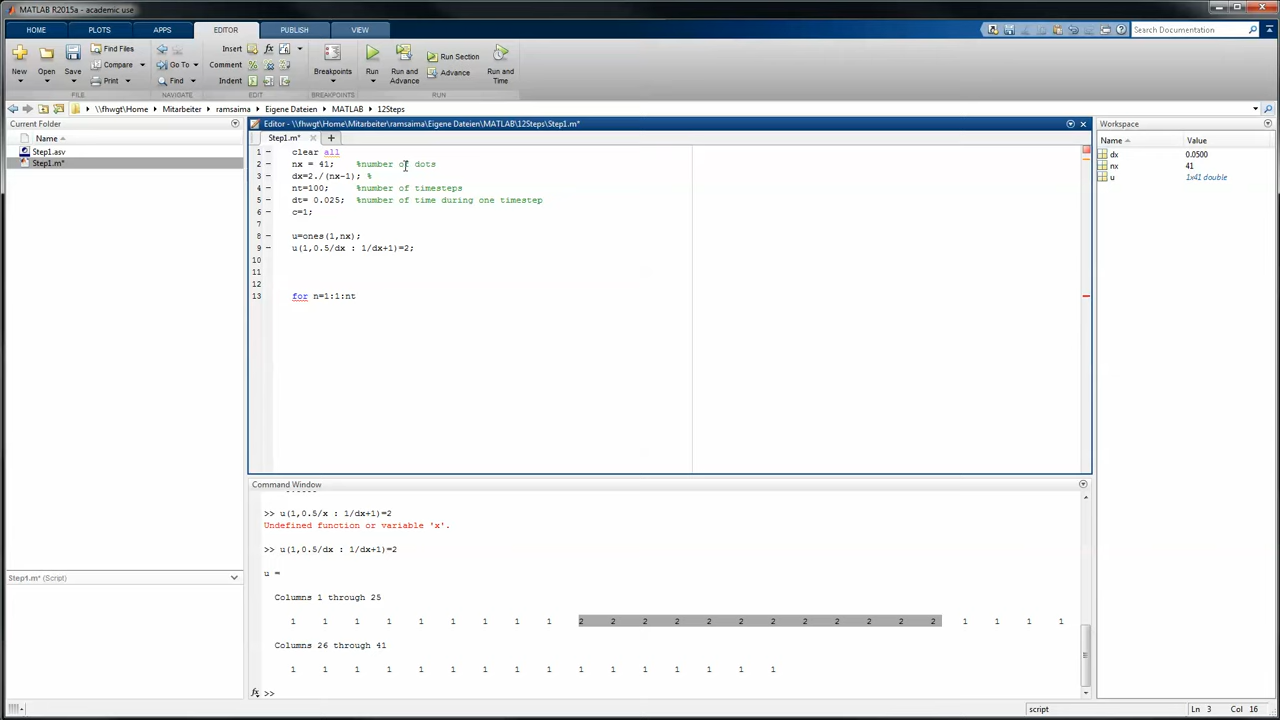 MATLAB R2015a - academic use
HOME PLOTS APPS EDITOR PUBLISH VIEW
Search Documentation
New Open Save
Find Files
Compare
Print
Go To
Find
Insert
Comment
Indent
Breakpoints
Run
Run and Advance
Run Section
Advance
Run and Time
FILE NAVIGATE EDIT BREAKPOINTS RUN
\\fhwgt\Home Mitarbeiter ramsaima Eigene Dateien MATLAB 12Steps
Current Folder
Name
Step1.asv
Step1.m*
Step1.m* (Script)
Editor - \\fhwgt\Home\Mitarbeiter\ramsaima\Eigene Dateien\MATLAB\12Steps\Step1.m*
Step1.m*
1 clear all
2 nx = 41; %number of dots
3 dx=2./(nx-1); %
4 nt=100; %number of timesteps
5 dt= 0.025; %number of time during one timestep
6 c=1;
7
8 u=ones(1,nx);
9 u(1,0.5/dx : 1/dx+1)=2;
10
11
12
13 for n=1:1:nt
Command Window
>> u(1,0.5/x : 1/dx+1)=2
Undefined function or variable 'x'.
>> u(1,0.5/dx : 1/dx+1)=2
u =
Columns 1 through 25
1 1 1 1 1 1 1 1 1 2 2 2 2 2 2 2 2 2 2 2 2 1 1 1 1
Columns 26 through 41
1 1 1 1 1 1 1 1 1 1 1 1 1 1 1 1
fx >>
Workspace
Name Value
dx 0.0500
nx 41
u 1x41 double
script
Ln 3 Col 16